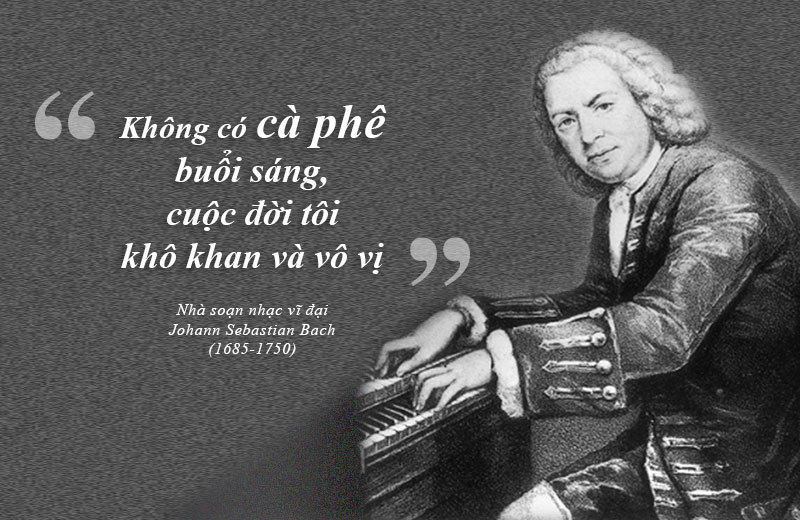 “ Không có cà phê
buổi sáng,
cuộc đời tôi
khô khan và vô vị ”
Nhà soạn nhạc vĩ đại
Johann Sebastian Bach
(1685-1750)